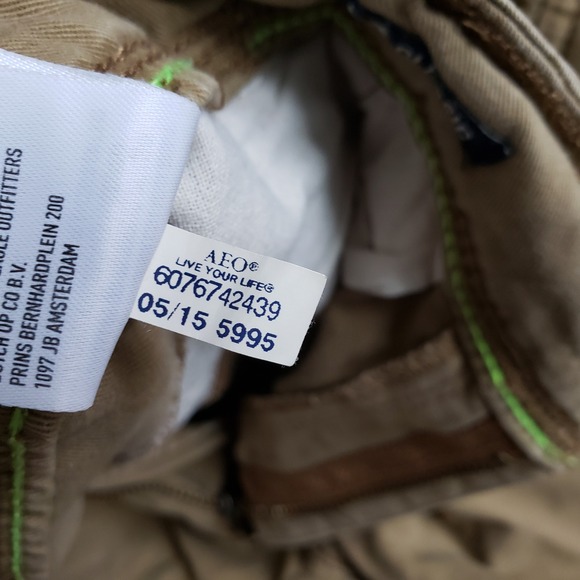 OUTFITTERS
CO B.V.
PRINS BERNHARDPLEIN 200
1097 JB AMSTERDAM
AEO®
LIVE YOUR LIFE®
6076742439
05/15 5995